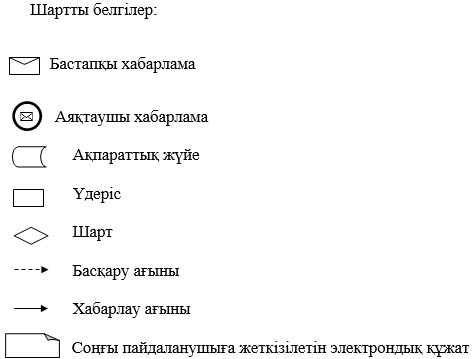 Шартты белгілер:
Бастапқы хабарлама
Аяқтаушы хабарлама
Ақпараттық жүйе
Үдеріс
Шарт
Басқару ағыны
Хабарлау ағыны
Соңғы пайдаланушыға жеткізілетін электрондық құжат